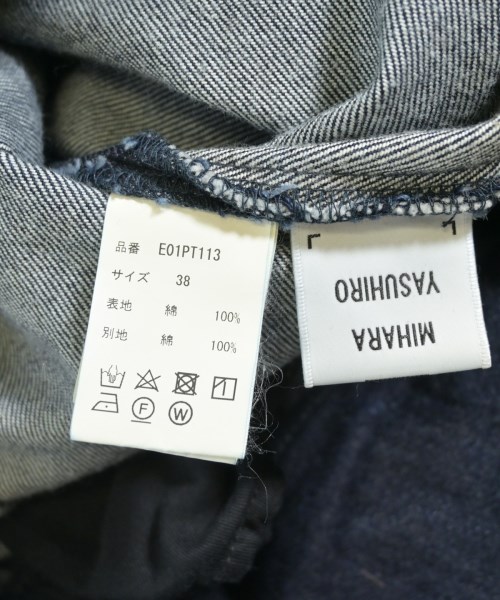 品番 E01PT113
サイズ 38
表地 綿 100%
別地 綿 100%
F W
MIHARA
YASUHIRO